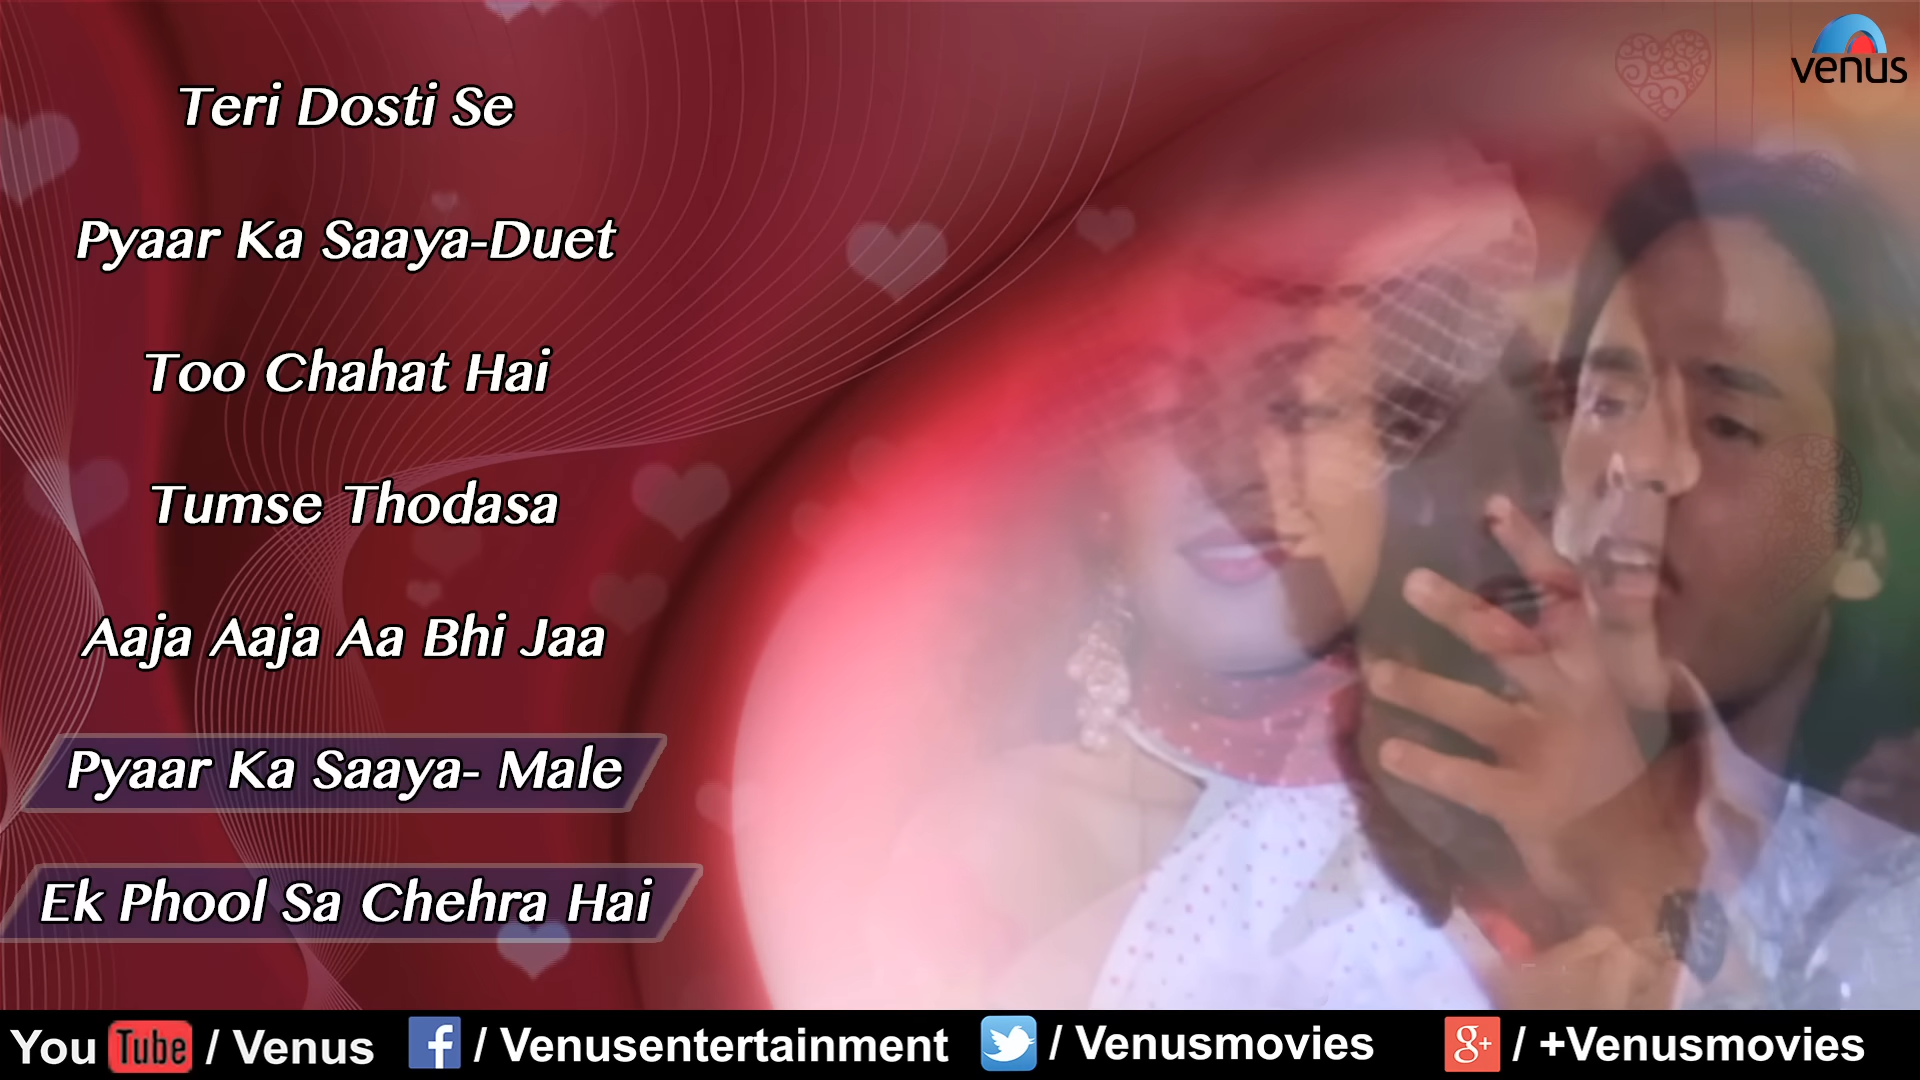 venus
Teri Dosti Se
Pyaar Ka Saaya-Duet
Too Chahat Hai
Tumse Thodasa
Aaja Aaja Aa Bhi Jaa
Pyaar Ka Saaya- Male
Ek Phool Sa Chehra Hai
You Tube / Venus f / Venusentertainment / Venusmovies g+ / +Venusmovies